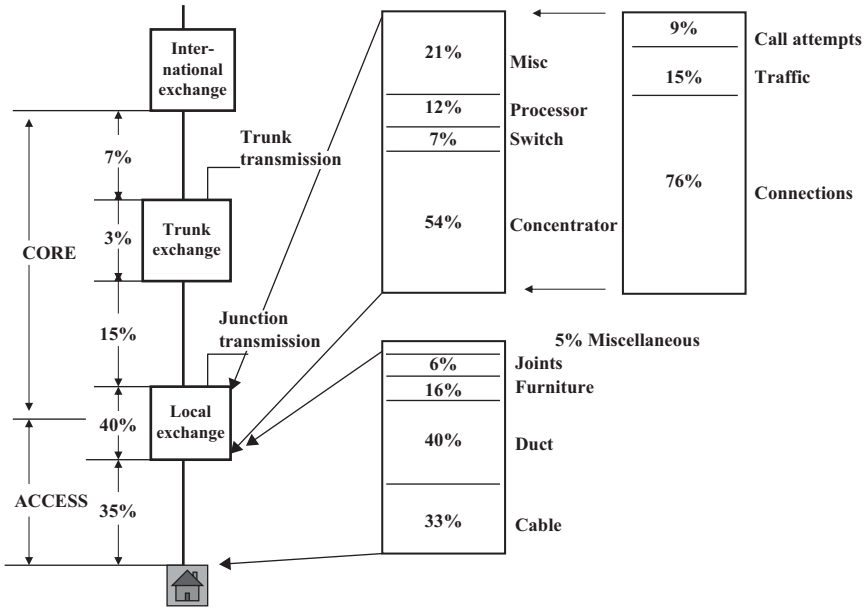 Inter-
national
exchange
7%
Trunk
transmission
CORE
3%
Trunk
exchange
15%
Junction
transmission
40%
Local
exchange
ACCESS
35%
21%
Misc
12%
Processor
7%
Switch
54%
Concentrator
9%
Call attempts
15%
Traffic
76%
Connections
5% Miscellaneous
Joints
6%
Furniture
16%
40%
Duct
33%
Cable